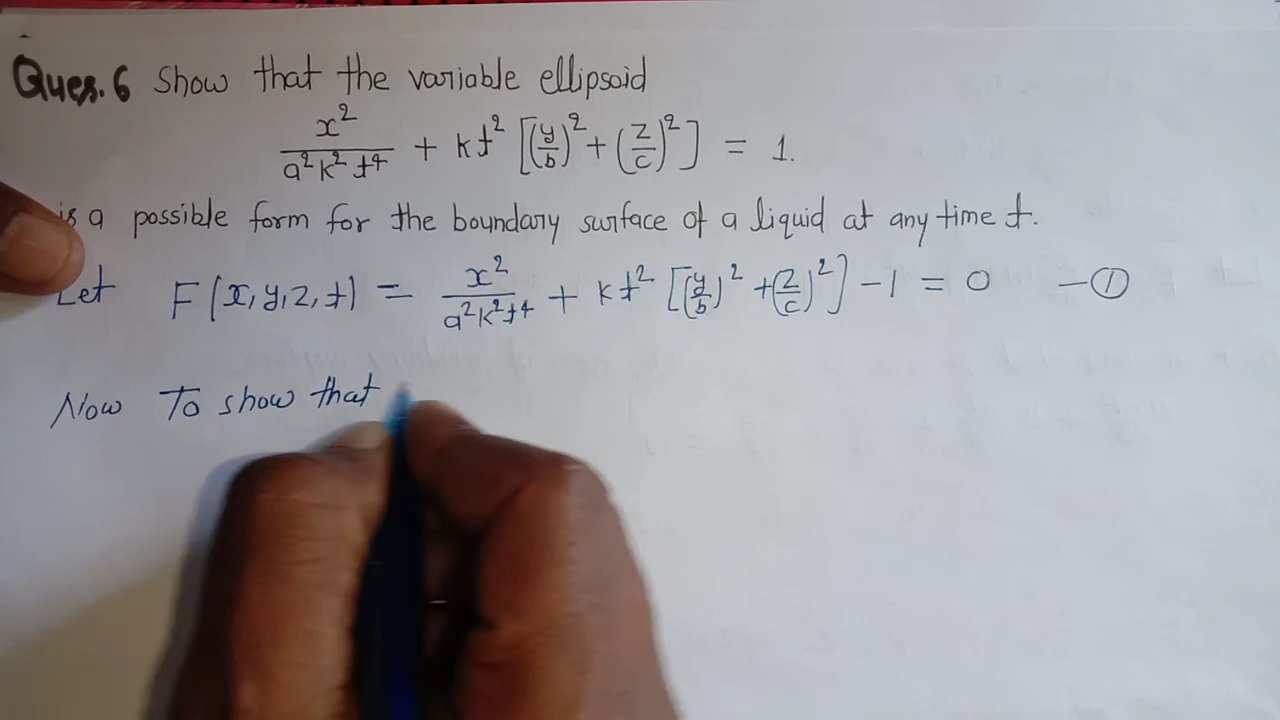 Ques. 6 Show that the variable ellipsoid
x²/a²k²t⁴ + kt² [(y/b)² + (z/c)²] = 1.
is a possible form for the boundary surface of a liquid at any time t.
Let F(x,y,z,t) = x²/a²k²t⁴ + kt² [(y/b)² + (z/c)²] - 1 = 0 - ①
Now To show that